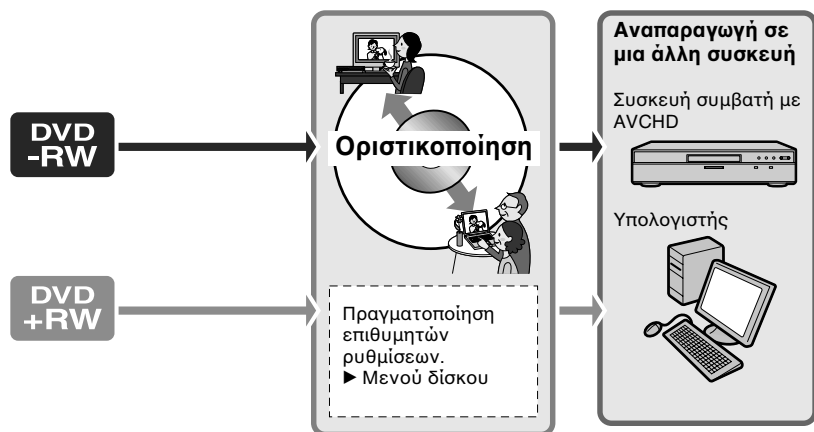 DVD
-RW
DVD
+RW
Οριστικοποίηση
Πραγματοποίηση
επιθυμητών
ρυθμίσεων.
► Μενού δίσκου
Αναπαραγωγή σε
μια άλλη συσκευή
Συσκευή συμβατή με
AVCHD
Υπολογιστής